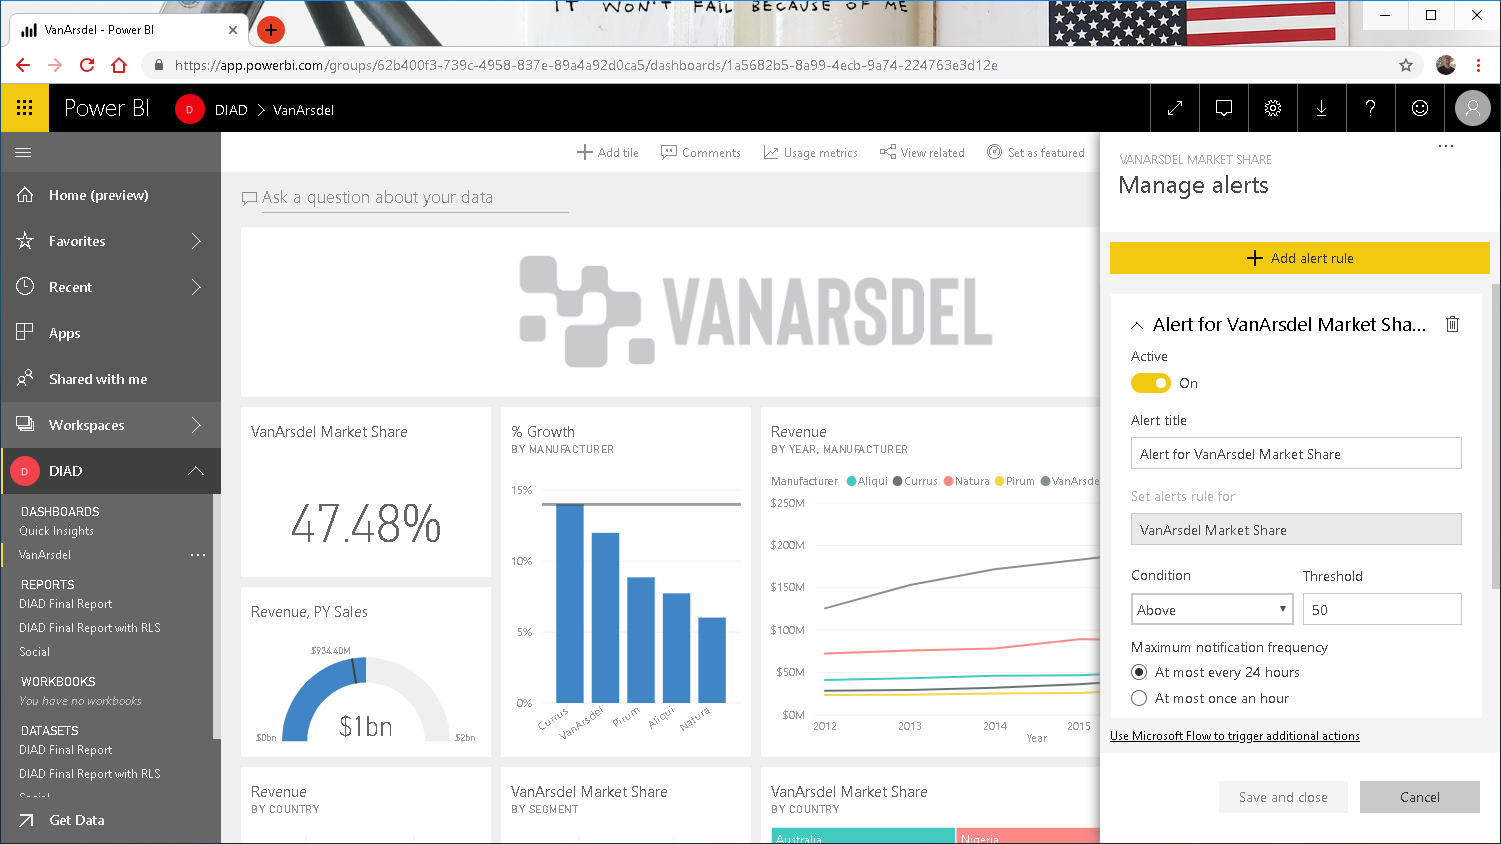 IT WON'T FAIL BECAUSE OF ME
VanArsdel - Power BI
https://app.powerbi.com/groups/62b400f3-739c-4958-837e-89a4a92d0ca5/dashboards/1a5682b5-8a99-4ecb-9a74-224763e3d12e
Power BI
D
DIAD
VanArsdel
Add tile
Comments
Usage metrics
View related
Set as featured
Home (preview)
Favorites
Recent
Apps
Shared with me
Workspaces
D
DIAD
DASHBOARDS
Quick Insights
VanArsdel
REPORTS
DIAD Final Report
DIAD Final Report with RLS
Social
WORKBOOKS
You have no workbooks
DATASETS
DIAD Final Report
DIAD Final Report with RLS
Social
Get Data
Ask a question about your data
VANARSDEL
VanArsdel Market Share
47.48%
Revenue, PY Sales
$934.40M
$1bn
$0bn
$2bn
% Growth
BY MANUFACTURER
15%
10%
5%
0%
Currus
VanArsdel
Pirum
Aliqui
Natura
Revenue
BY YEAR, MANUFACTURER
Manufacturer Aliqui Currus Natura Pirum VanArsde
$250M
$200M
$150M
$100M
$50M
$0M
2012 2013 2014 2015
Year
Revenue
BY COUNTRY
VanArsdel Market Share
BY SEGMENT
VanArsdel Market Share
BY COUNTRY
Australia
Nigeria
VANARSDEL MARKET SHARE
Manage alerts
Add alert rule
Alert for VanArsdel Market Sha...
Active
On
Alert title
Alert for VanArsdel Market Share
Set alerts rule for
VanArsdel Market Share
Condition
Threshold
Above
50
Maximum notification frequency
At most every 24 hours
At most once an hour
Use Microsoft Flow to trigger additional actions
Save and close
Cancel